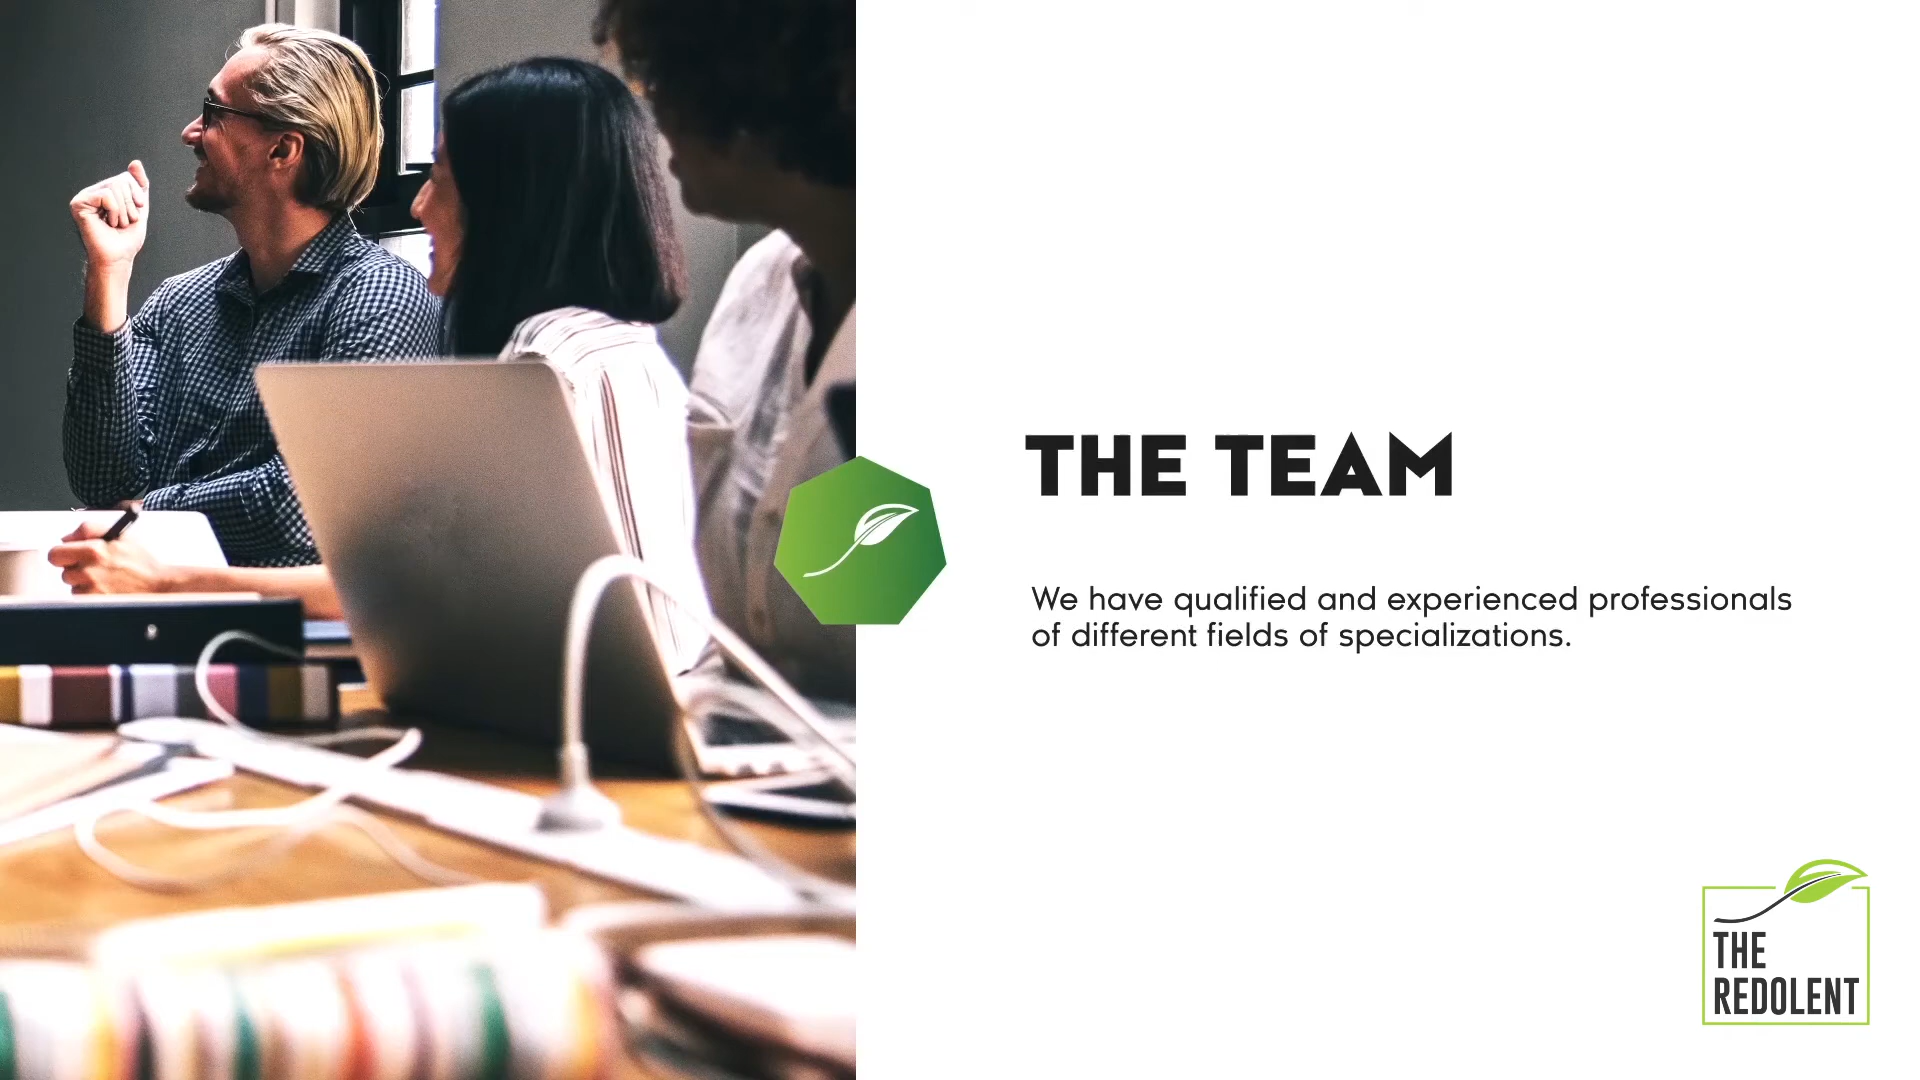 THE TEAM
We have qualified and experienced professionals
of different fields of specializations.
THE
REDOLENT